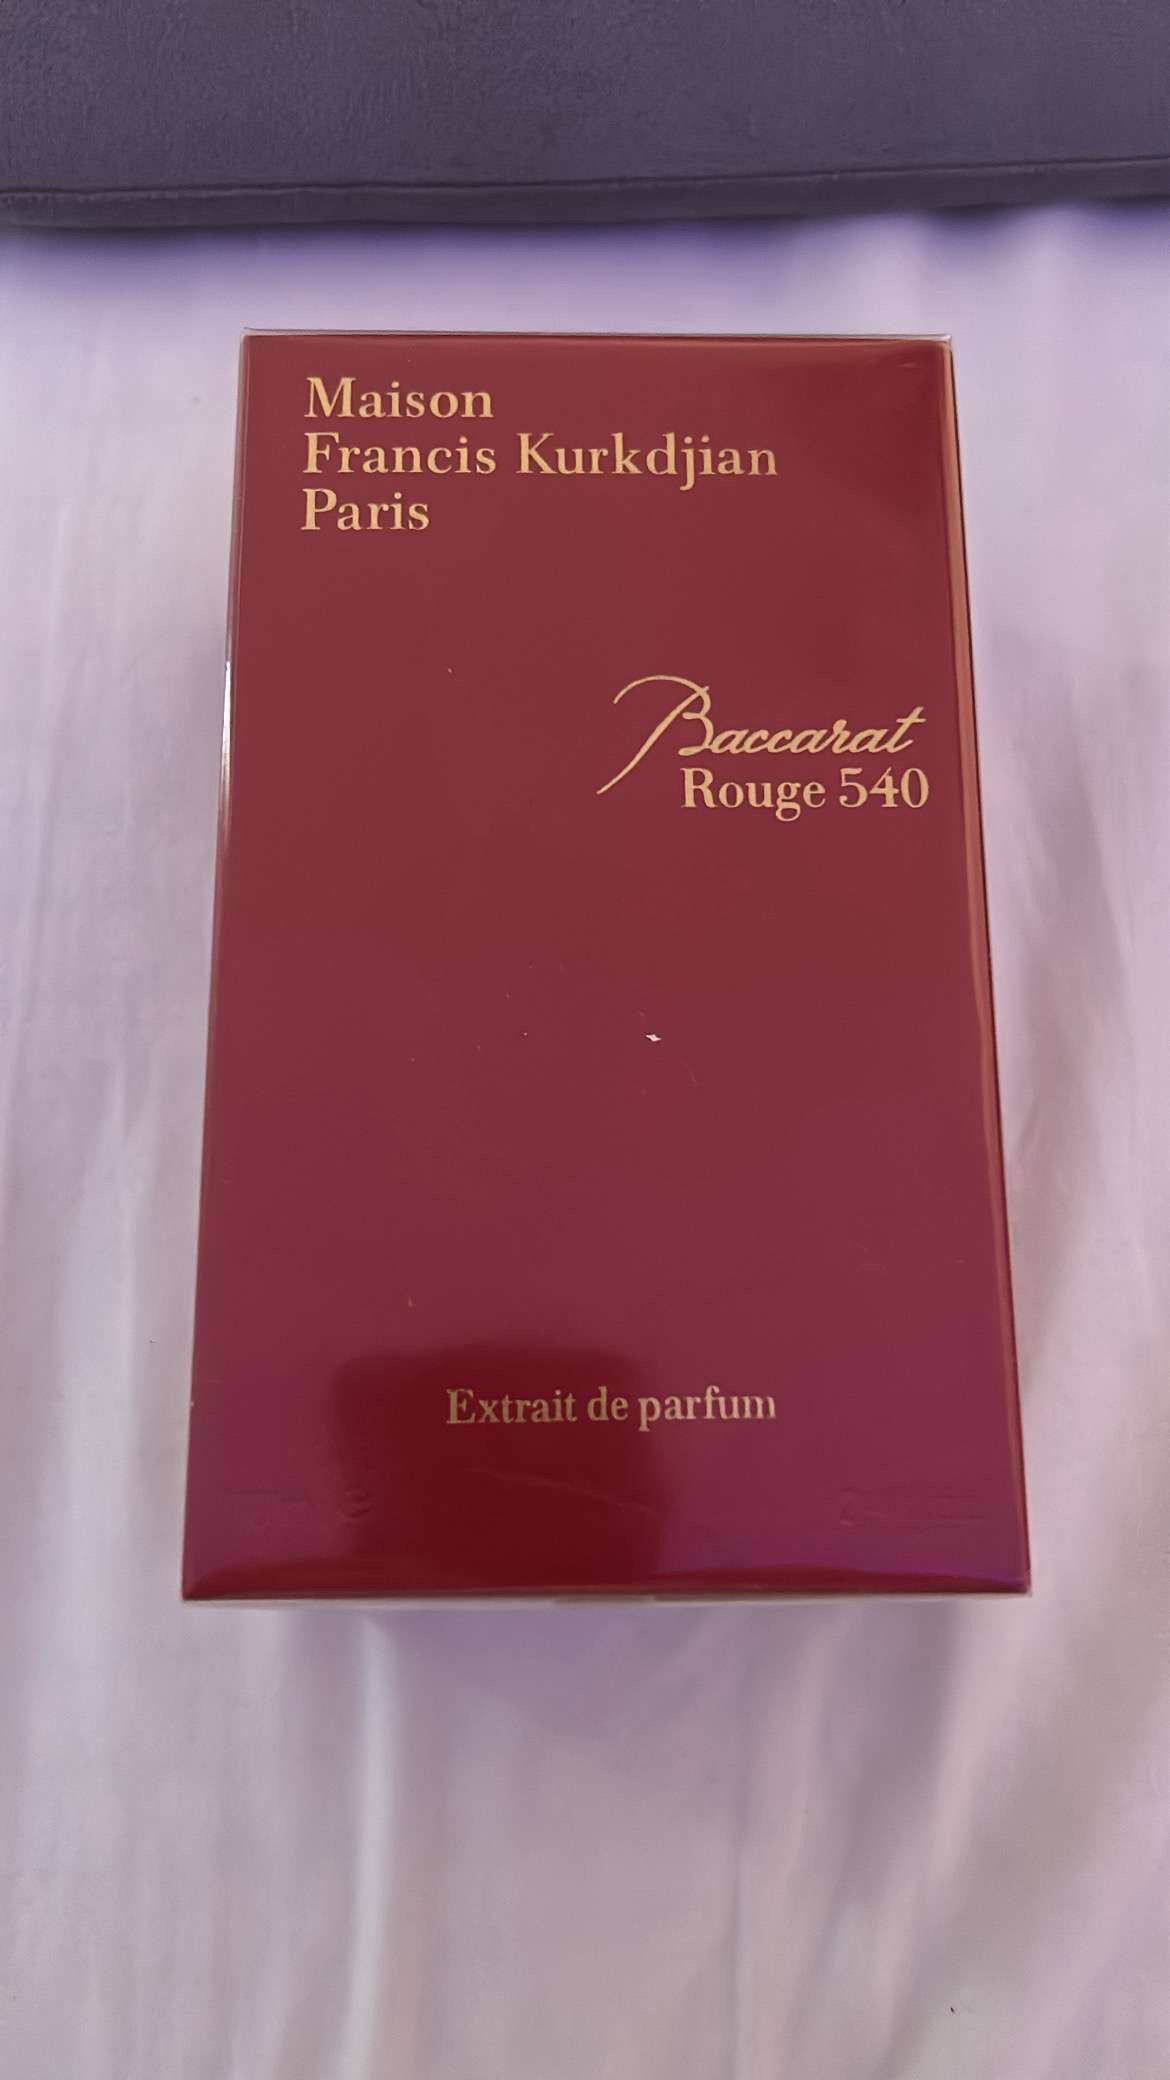 Maison
Francis Kurkdjian
Paris
Baccarat
Rouge 540
Extrait de parfum